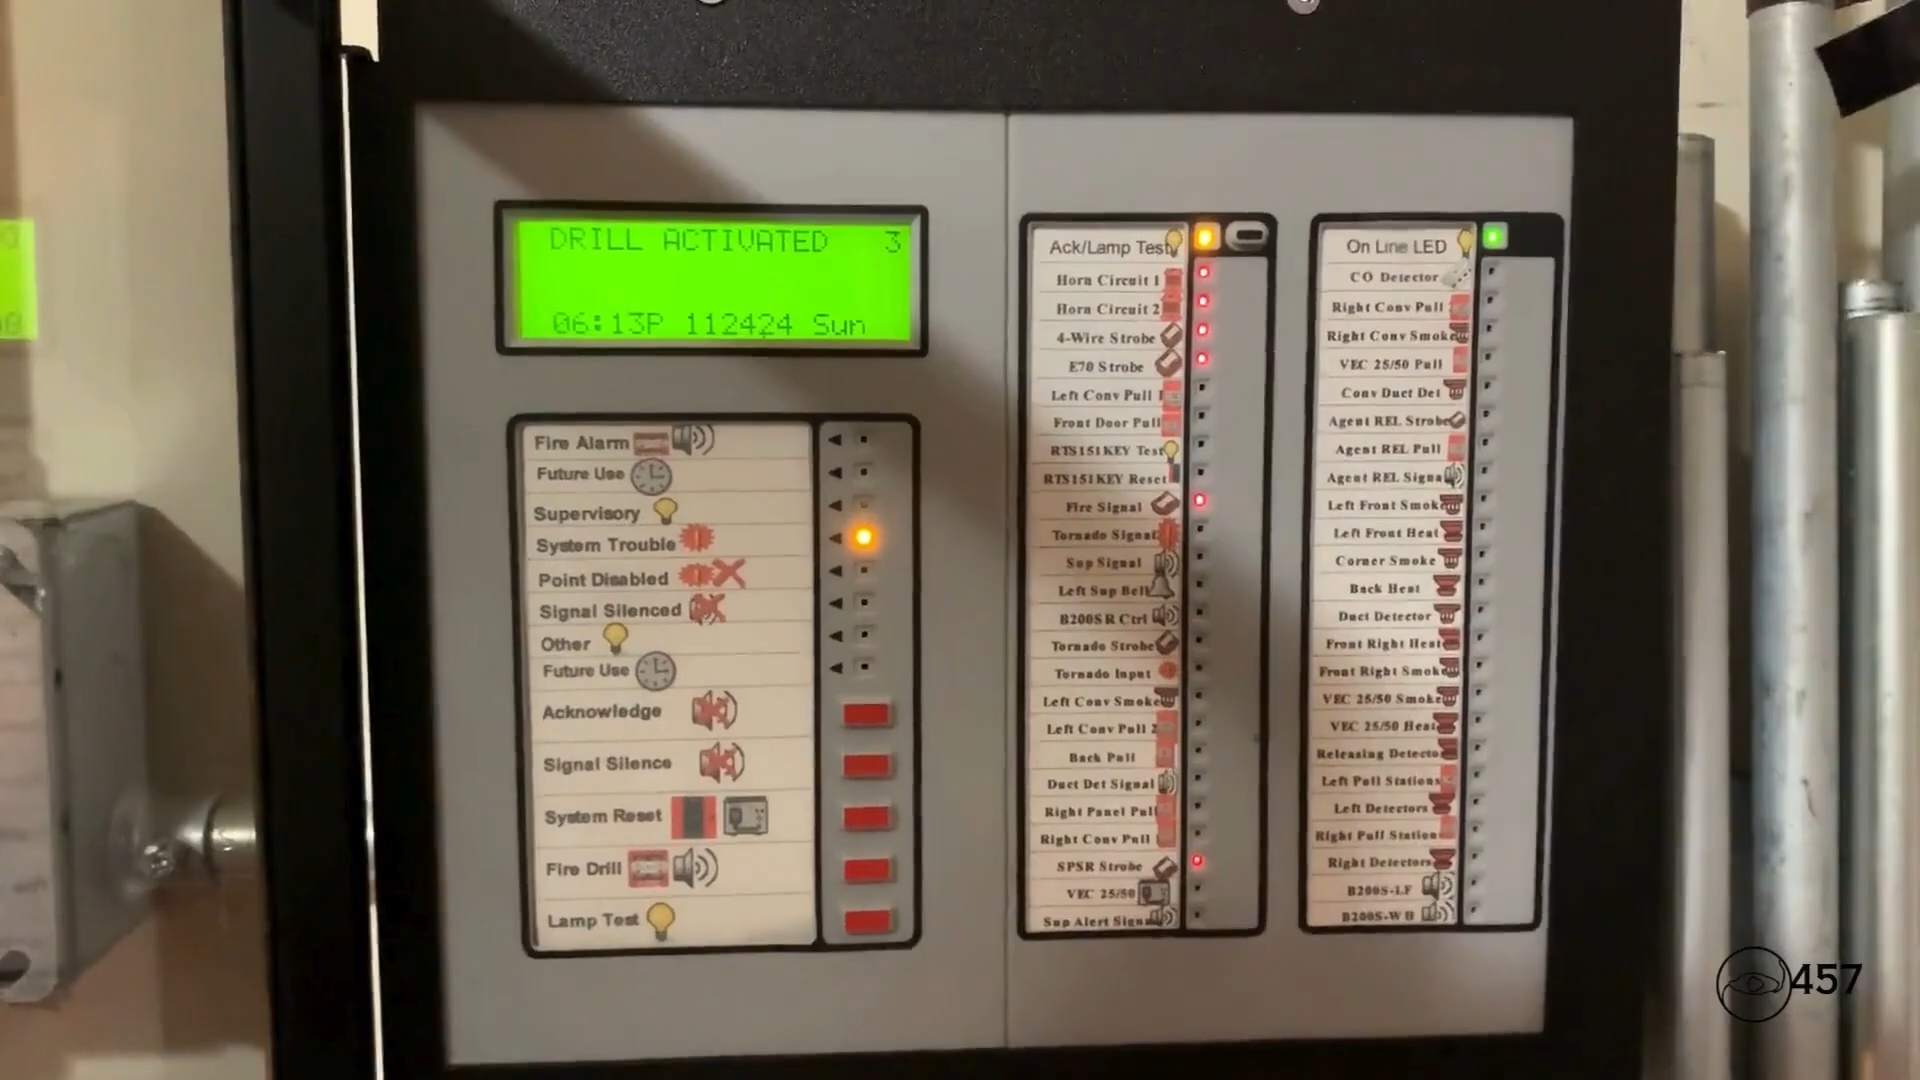 DRILL ACTIVATED 3
06:13P 112424 Sun
Fire Alarm
Future Use
Supervisory
System Trouble
Point Disabled
Signal Silenced
Other
Future Use
Acknowledge
Signal Silence
System Reset
Fire Drill
Lamp Test
Ack/Lamp Test
Horn Circuit 1
Horn Circuit 2
4-Wire Strobe
E70 Strobe
Left Conv Pull 1
Front Door Pull
RTS151KEY Test
RTS151KEY Reset
Fire Signal
Tornado Signal
Sup Signal
Left Sup Bell
B200SR Ctrl
Tornado Strobe
Tornado Input
Left Conv Smoke
Left Conv Pull 2
Back Pull
Duct Det Signal
Right Panel Pull
Right Conv Pull
SPSR Strobe
VEC 25/50
Sup Alert Signa
On Line LED
CO Detector
Right Conv Pull
Right Conv Smoke
VEC 25/50 Pull
Conv Duct Det
Agent REL Strobe
Agent REL Pull
Agent REL Signa
Left Front Smok
Left Front Heat
Corner Smoke
Back Heat
Duct Detector
Front Right Heat
Front Right Smok
VEC 25/50 Smoke
VEC 25/50 Heat
Releasing Detecto
Left Pull Stations
Left Detectors
Right Pull Station
Right Detectors
B200S-LF
B200S-WH
457